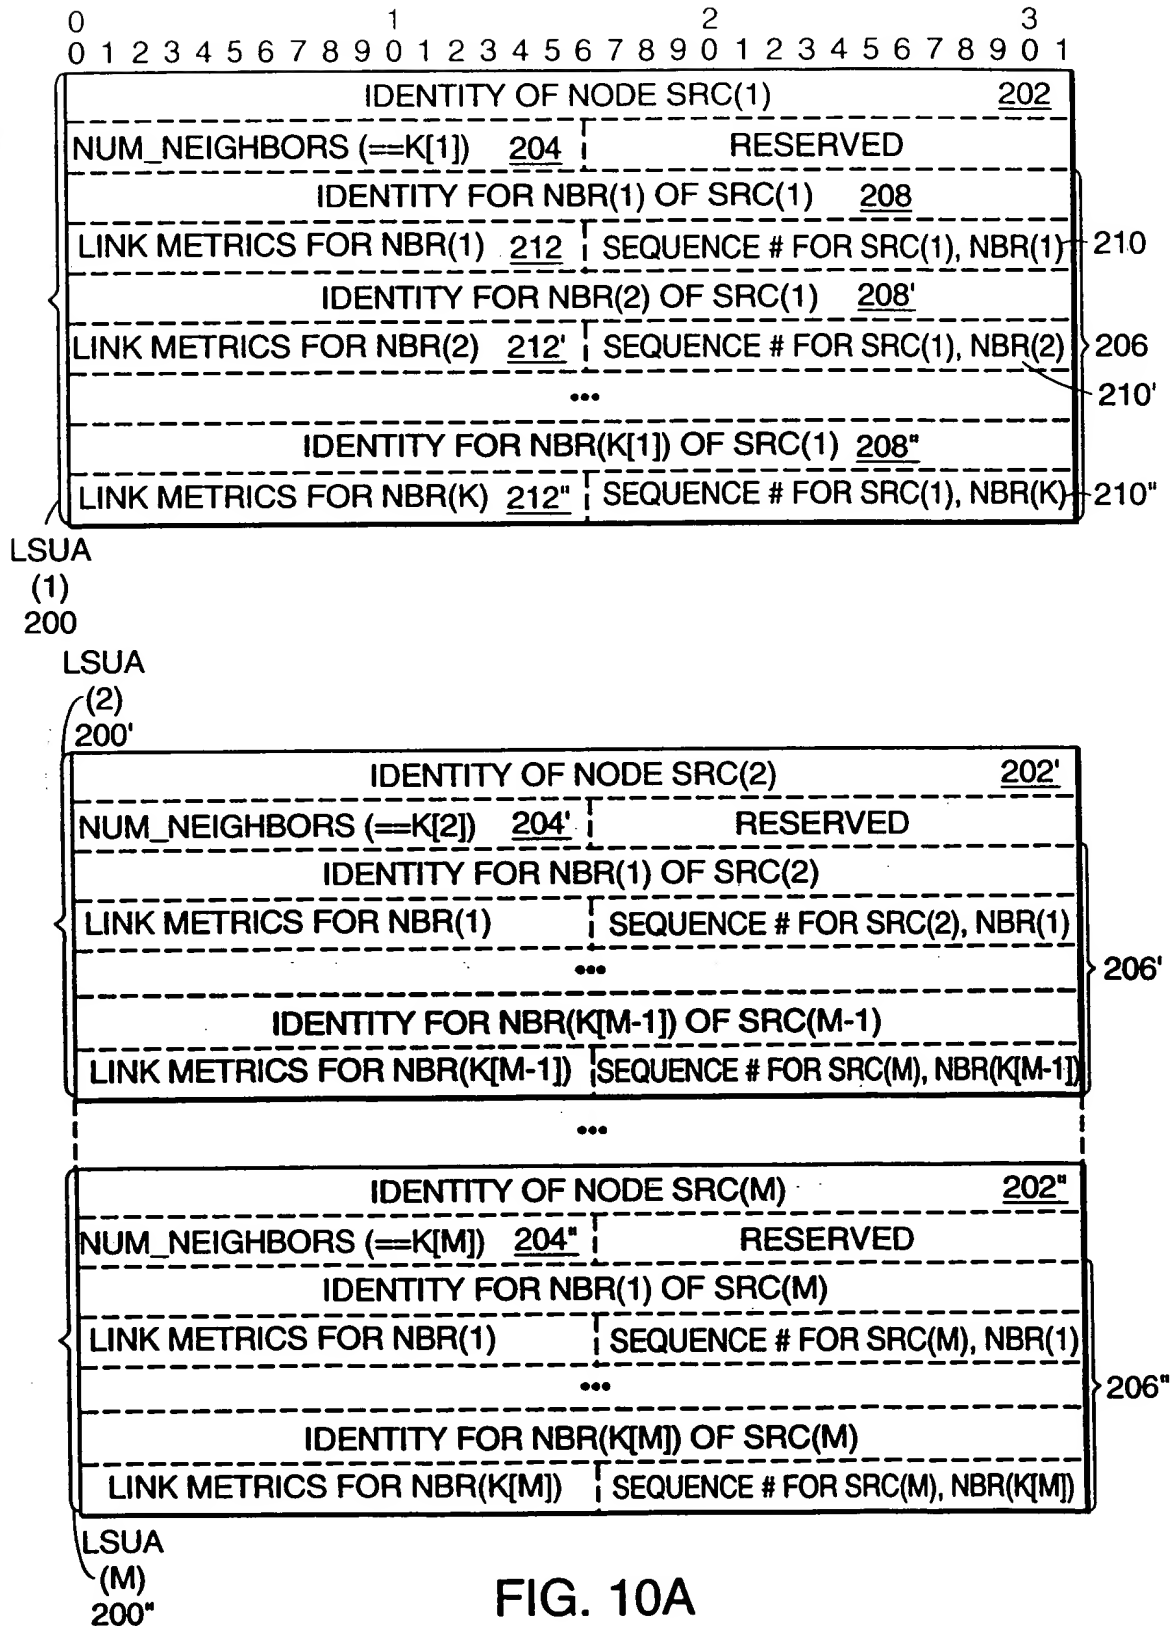 0 1 2 3
0 1 2 3 4 5 6 7 8 9 0 1 2 3 4 5 6 7 8 9 0 1 2 3 4 5 6 7 8 9 0 1
IDENTITY OF NODE SRC(1) 202
NUM_NEIGHBORS (==K[1]) 204 RESERVED
IDENTITY FOR NBR(1) OF SRC(1) 208
LINK METRICS FOR NBR(1) 212 SEQUENCE # FOR SRC(1), NBR(1) 210
IDENTITY FOR NBR(2) OF SRC(1) 208'
LINK METRICS FOR NBR(2) 212' SEQUENCE # FOR SRC(1), NBR(2) 206
••• 210'
IDENTITY FOR NBR(K[1]) OF SRC(1) 208"
LINK METRICS FOR NBR(K) 212" SEQUENCE # FOR SRC(1), NBR(K) 210"
LSUA
(1)
200
LSUA
(2)
200'
IDENTITY OF NODE SRC(2) 202'
NUM_NEIGHBORS (==K[2]) 204' RESERVED
IDENTITY FOR NBR(1) OF SRC(2)
LINK METRICS FOR NBR(1) SEQUENCE # FOR SRC(2), NBR(1)
••• 206'
IDENTITY FOR NBR(K[M-1]) OF SRC(M-1)
LINK METRICS FOR NBR(K[M-1]) SEQUENCE # FOR SRC(M), NBR(K[M-1])
•••
IDENTITY OF NODE SRC(M) 202"
NUM_NEIGHBORS (==K[M]) 204" RESERVED
IDENTITY FOR NBR(1) OF SRC(M)
LINK METRICS FOR NBR(1) SEQUENCE # FOR SRC(M), NBR(1)
••• 206"
IDENTITY FOR NBR(K[M]) OF SRC(M)
LINK METRICS FOR NBR(K[M]) SEQUENCE # FOR SRC(M), NBR(K[M])
LSUA
(M)
200"
FIG. 10A